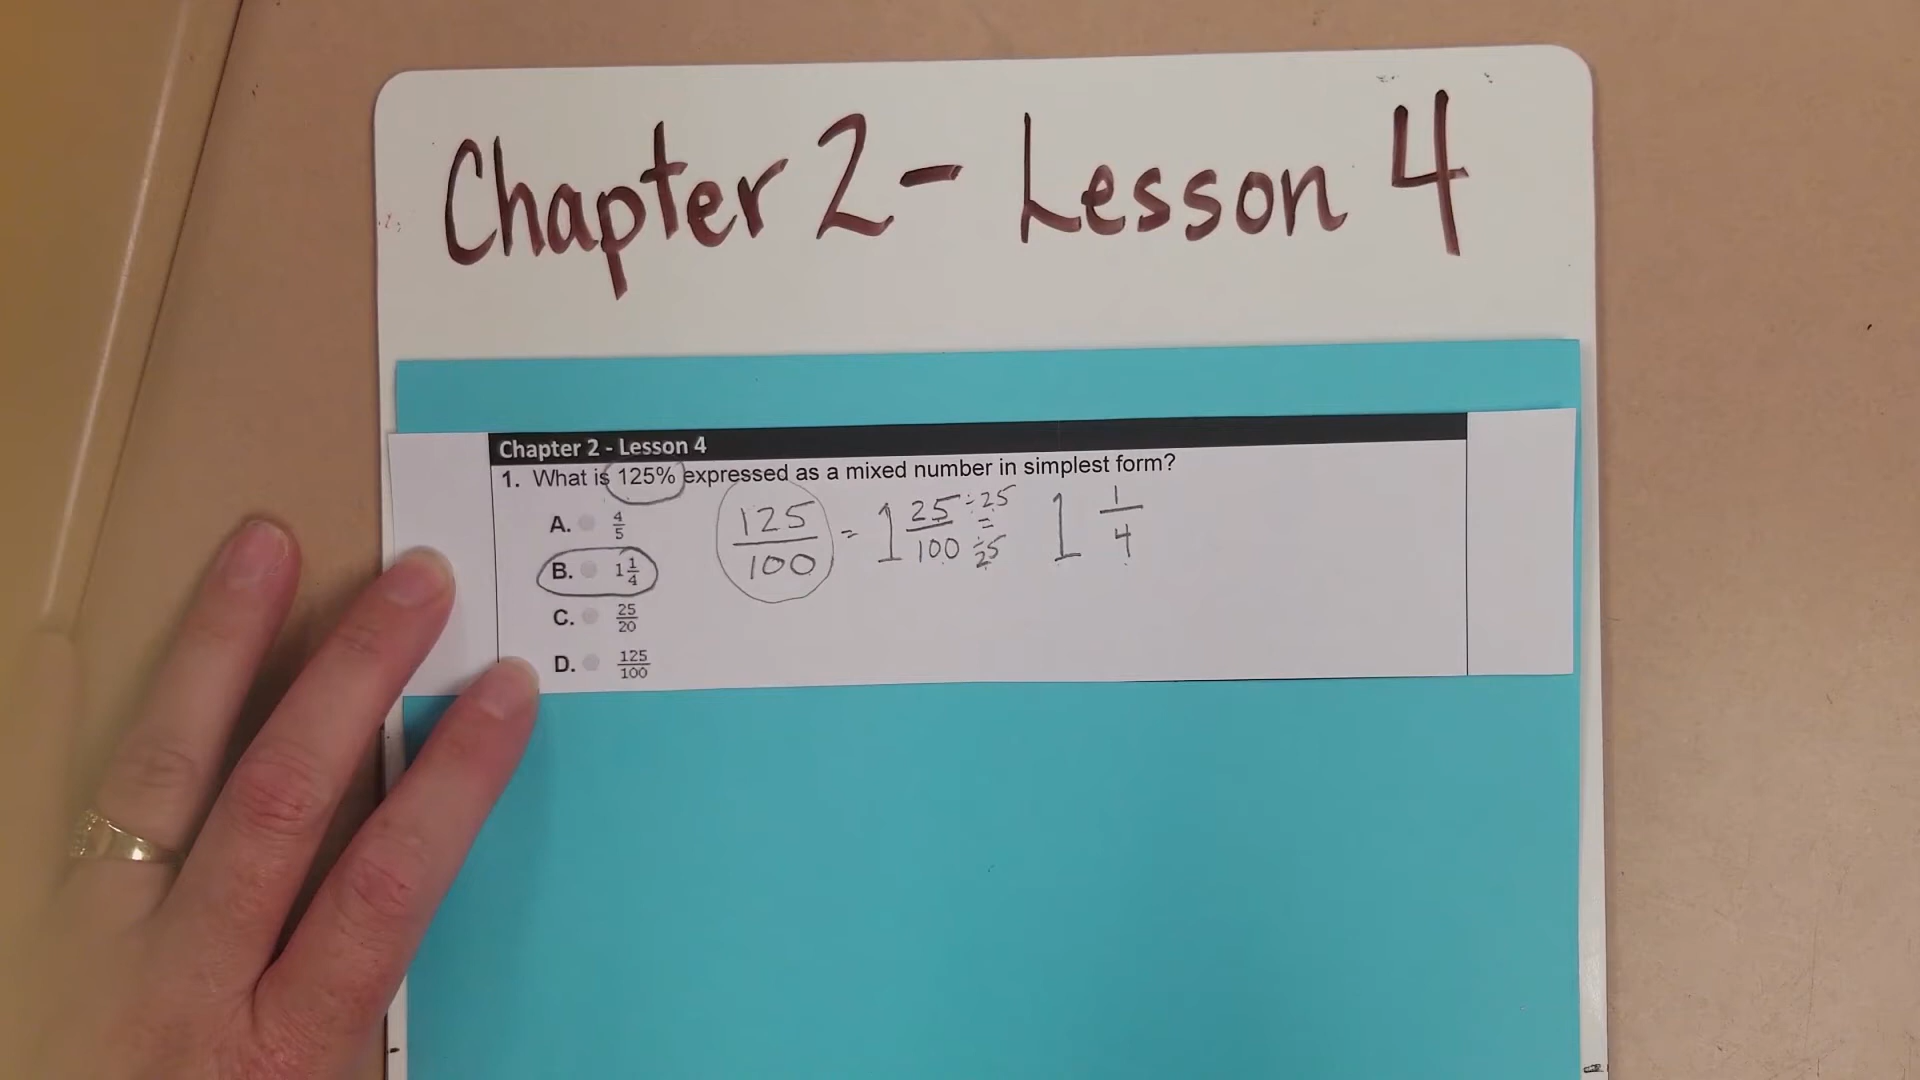 Chapter 2 - Lesson 4
Chapter 2 - Lesson 4
1. What is 125% expressed as a mixed number in simplest form?
A. 4/5
B. 1 1/4
C. 25/20
D. 125/100
125/100 = 1 25/100 ÷25 = ÷25 1 1/4